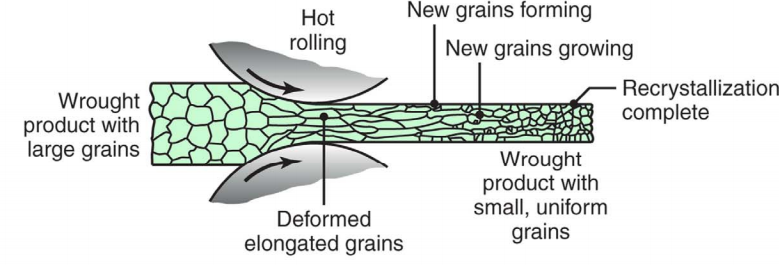 Hot
rolling
New grains forming
New grains growing
Recrystallization
complete
Wrought
product with
large grains
Deformed
elongated grains
Wrought
product with
small, uniform
grains